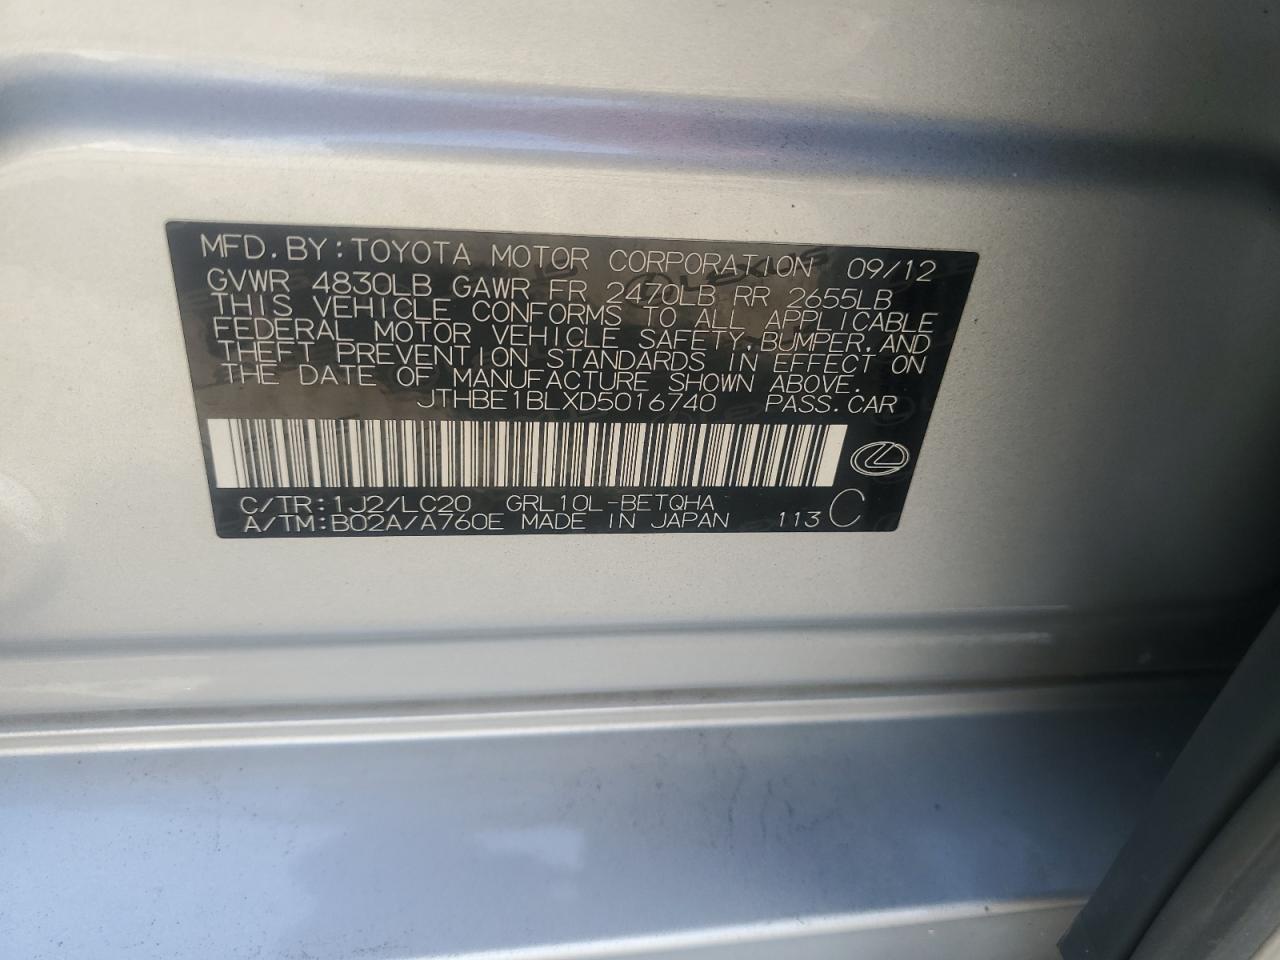 MFD.BY:TOYOTA MOTOR CORPORATION 09/12
GVWR 4830LB GAWR FR 2470LB RR 2655LB
THIS VEHICLE CONFORMS TO ALL APPLICABLE
FEDERAL MOTOR VEHICLE SAFETY,BUMPER,AND
THEFT PREVENTION STANDARDS IN EFFECT ON
THE DATE OF MANUFACTURE SHOWN ABOVE.
JTHBE1BLXD5016740 PASS.CAR
C/TR:1J2/LC20 GRL10L-BETQHA
A/TM:B02A/A760E MADE IN JAPAN 113 C